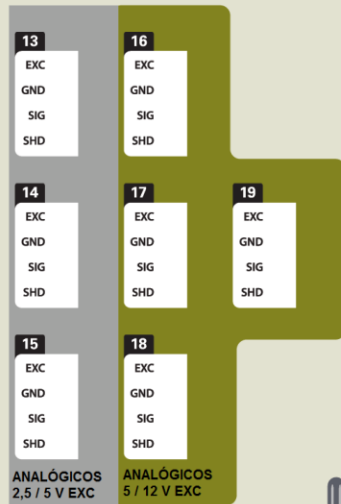 13
EXC
GND
SIG
SHD
16
EXC
GND
SIG
SHD
14
EXC
GND
SIG
SHD
17
EXC
GND
SIG
SHD
19
EXC
GND
SIG
SHD
15
EXC
GND
SIG
SHD
18
EXC
GND
SIG
SHD
ANALÓGICOS
2,5 / 5 V EXC
ANALÓGICOS
5 / 12 V EXC